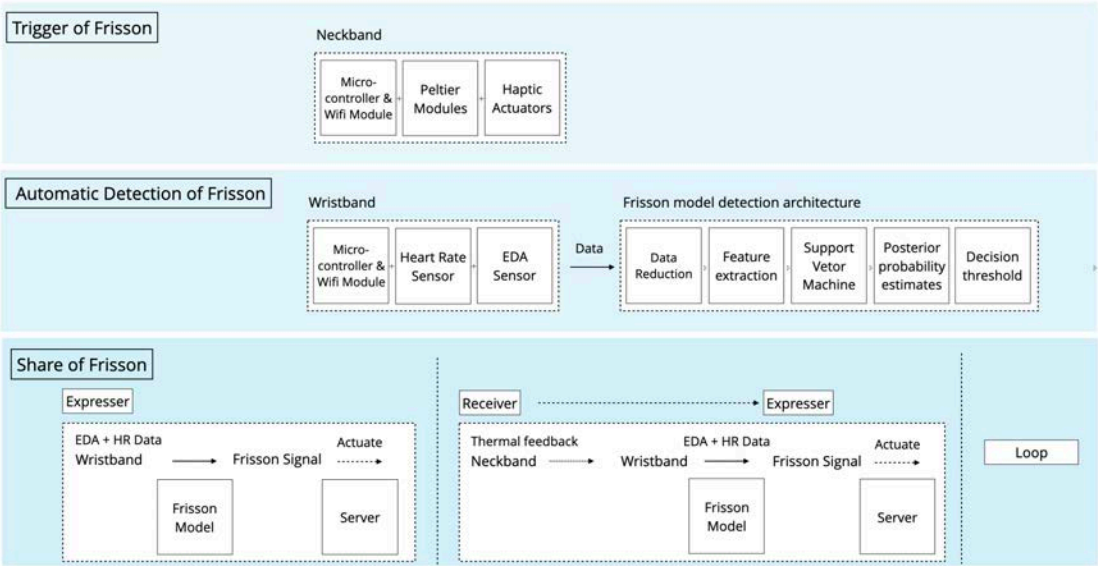 Trigger of Frisson
Neckband
Micro-
controller &
Wifi Module
+
Peltier
Modules
+
Haptic
Actuators
Automatic Detection of Frisson
Wristband
Micro-
controller &
Wifi Module
+
Heart Rate
Sensor
+
EDA
Sensor
Data
Frisson model detection architecture
Data
Reduction
Feature
extraction
Support
Vetor
Machine
Posterior
probability
estimates
Decision
threshold
Share of Frisson
Expresser
EDA + HR Data
Wristband
Frisson Signal
Actuate
Frisson
Model
Server
Receiver
Expresser
Thermal feedback
Neckband
Wristband
EDA + HR Data
Frisson Signal
Actuate
Frisson
Model
Server
Loop